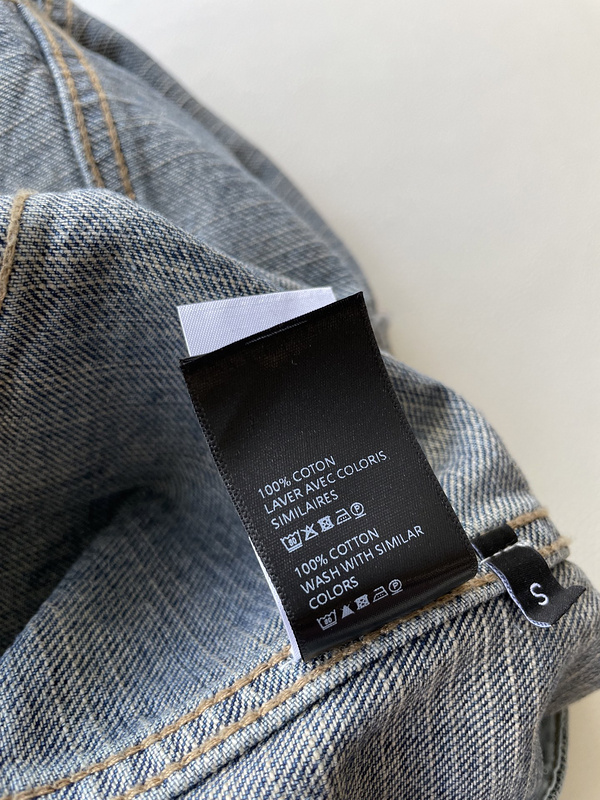 100% COTON
LAVER AVEC COLORIS
SIMILAIRES
100% COTTON
WASH WITH SIMILAR
COLORS
S